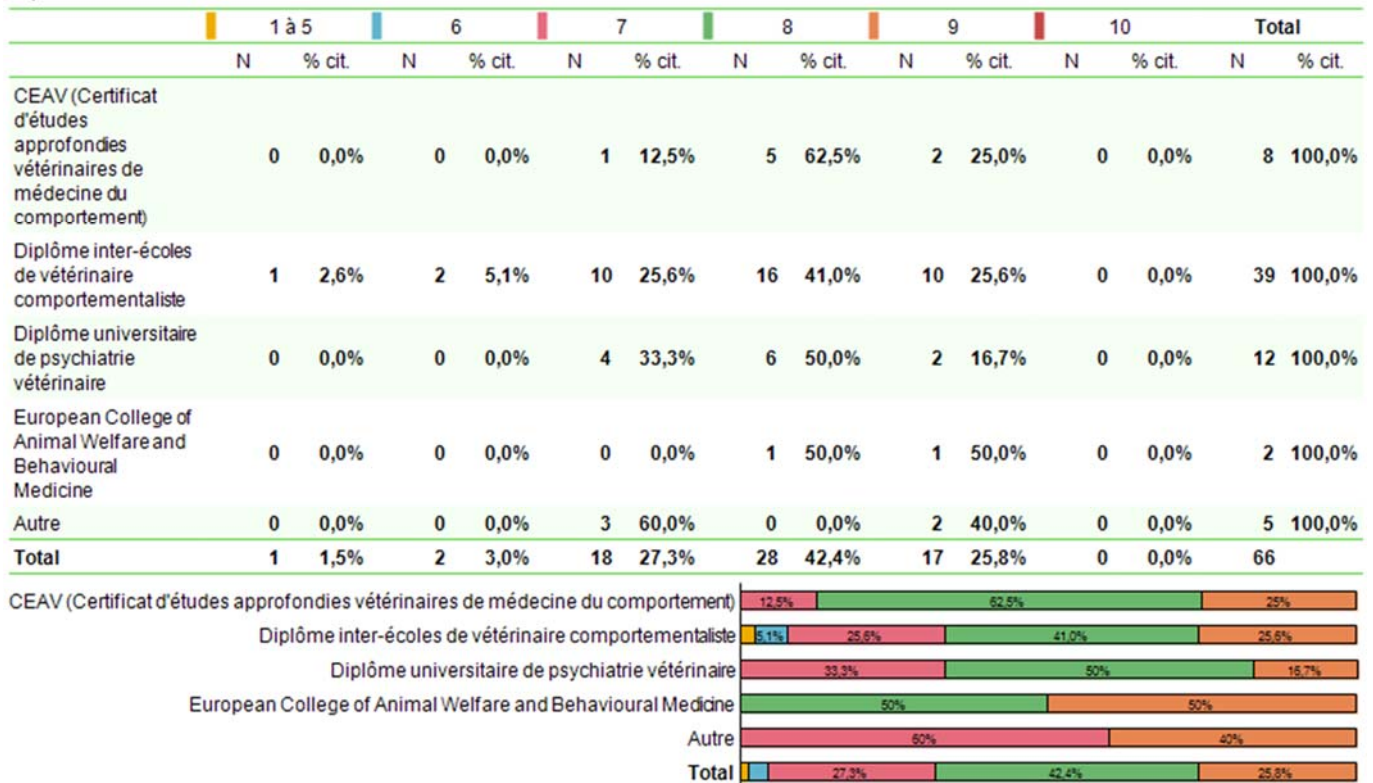 1 à 5 6 7 8 9 10 Total
N % cit. N % cit. N % cit. N % cit. N % cit. N % cit. N % cit.
CEAV (Certificat
d'études
approfondies
vétérinaires de
médecine du
comportement)
0 0,0% 0 0,0% 1 12,5% 5 62,5% 2 25,0% 0 0,0% 8 100,0%
Diplôme inter-écoles
de vétérinaire
comportementaliste
1 2,6% 2 5,1% 10 25,6% 16 41,0% 10 25,6% 0 0,0% 39 100,0%
Diplôme universitaire
de psychiatrie
vétérinaire
0 0,0% 0 0,0% 4 33,3% 6 50,0% 2 16,7% 0 0,0% 12 100,0%
European College of
Animal Welfare and
Behavioural
Medicine
0 0,0% 0 0,0% 0 0,0% 1 50,0% 1 50,0% 0 0,0% 2 100,0%
Autre 0 0,0% 0 0,0% 3 60,0% 0 0,0% 2 40,0% 0 0,0% 5 100,0%
Total 1 1,5% 2 3,0% 18 27,3% 28 42,4% 17 25,8% 0 0,0% 66
CEAV (Certificat d'études approfondies vétérinaires de médecine du comportement) 12,5% 62,5% 25%
Diplôme inter-écoles de vétérinaire comportementaliste 5,1% 25,6% 41,0% 25,6%
Diplôme universitaire de psychiatrie vétérinaire 33,3% 50% 16,7%
European College of Animal Welfare and Behavioural Medicine 50% 50%
Autre 60% 40%
Total 27,3% 42,4% 25,8%